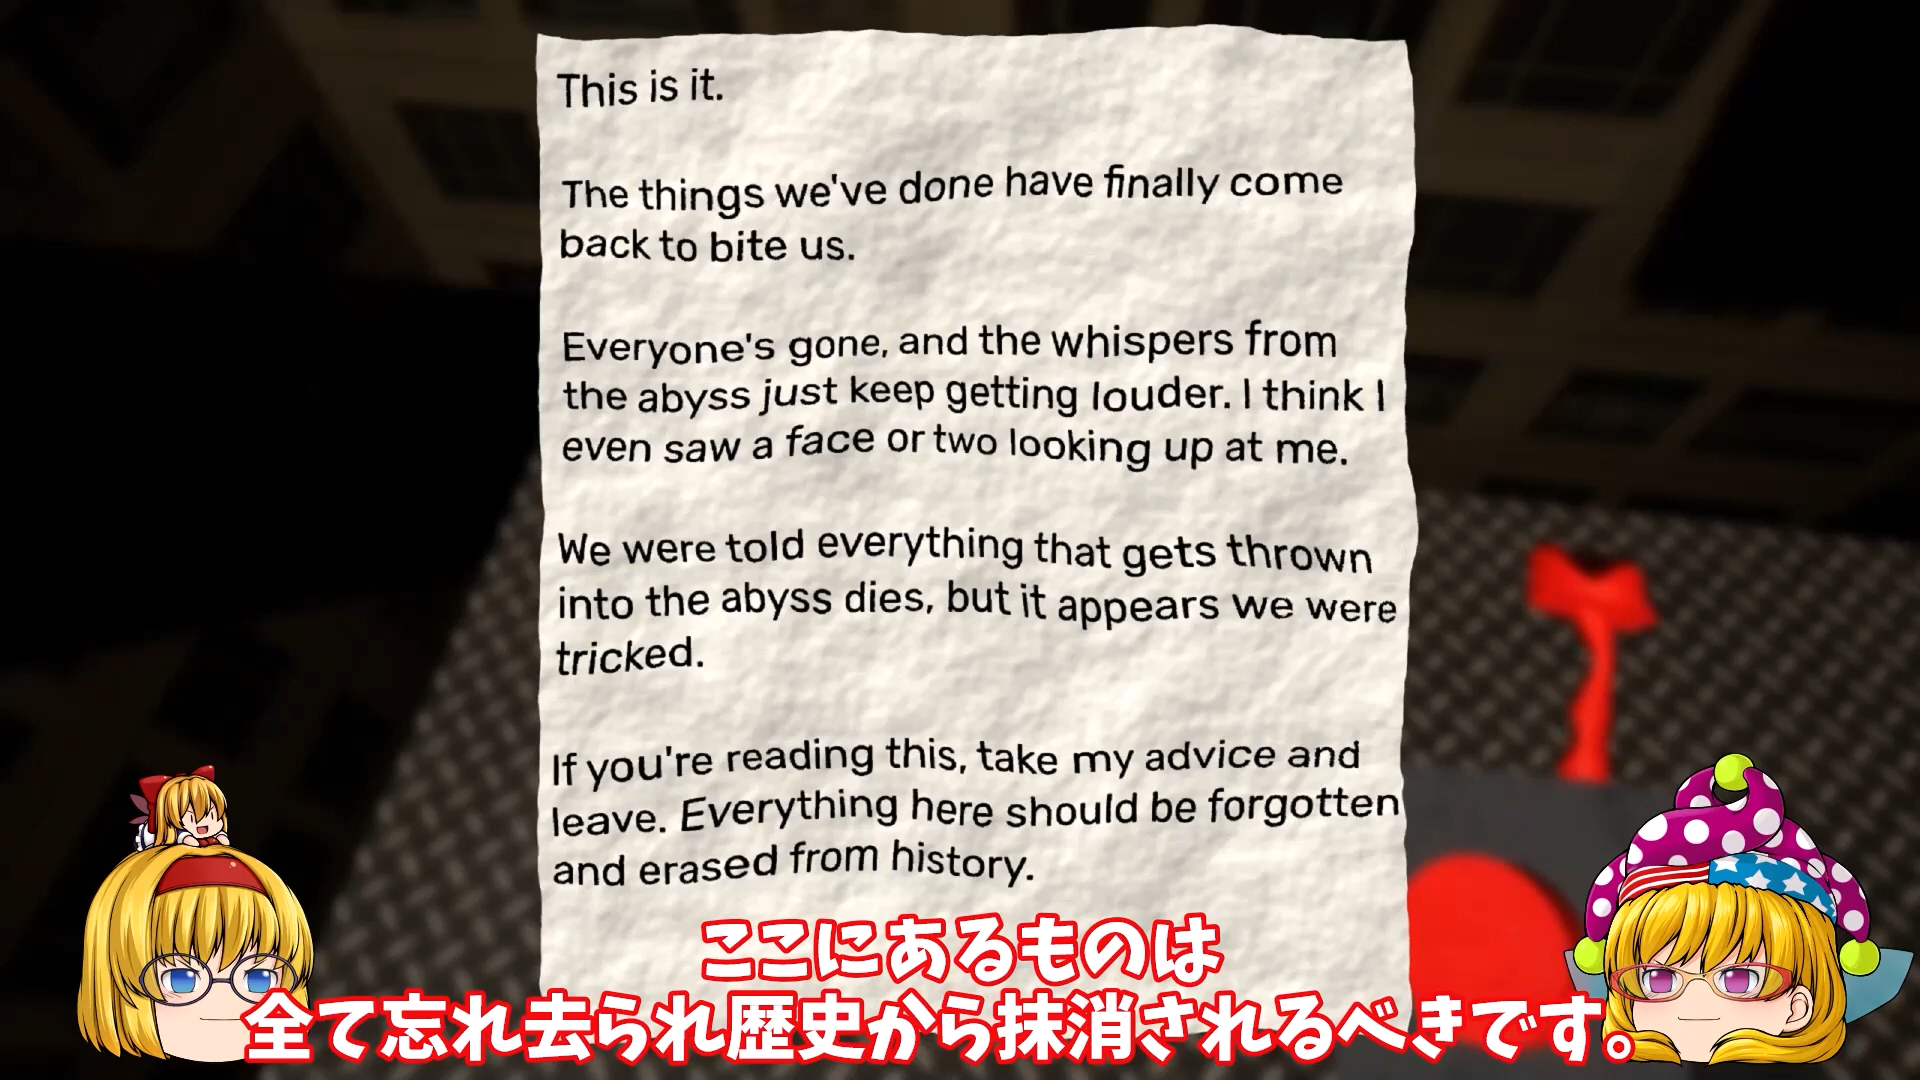 This is it.
The things we've done have finally come
back to bite us.
Everyone's gone, and the whispers from
the abyss just keep getting louder. I think I
even saw a face or two looking up at me.
We were told everything that gets thrown
into the abyss dies, but it appears we were
tricked.
If you're reading this, take my advice and
leave. Everything here should be forgotten
and erased from history.
ここにあるものは
全て忘れ去られ歴史から抹消されるべきです。